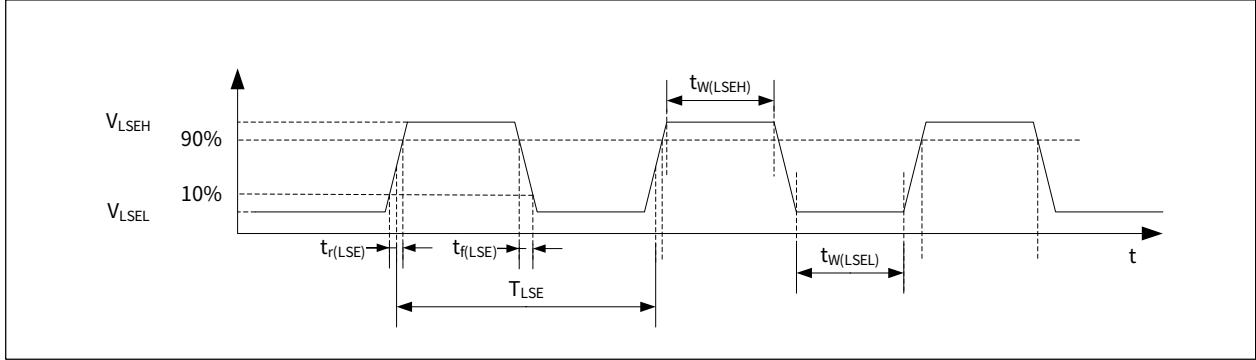 tW(LSEH)
VLSEH
90%
10%
VLSEL
tr(LSE)
tf(LSE)
tW(LSEL)
t
TLSE